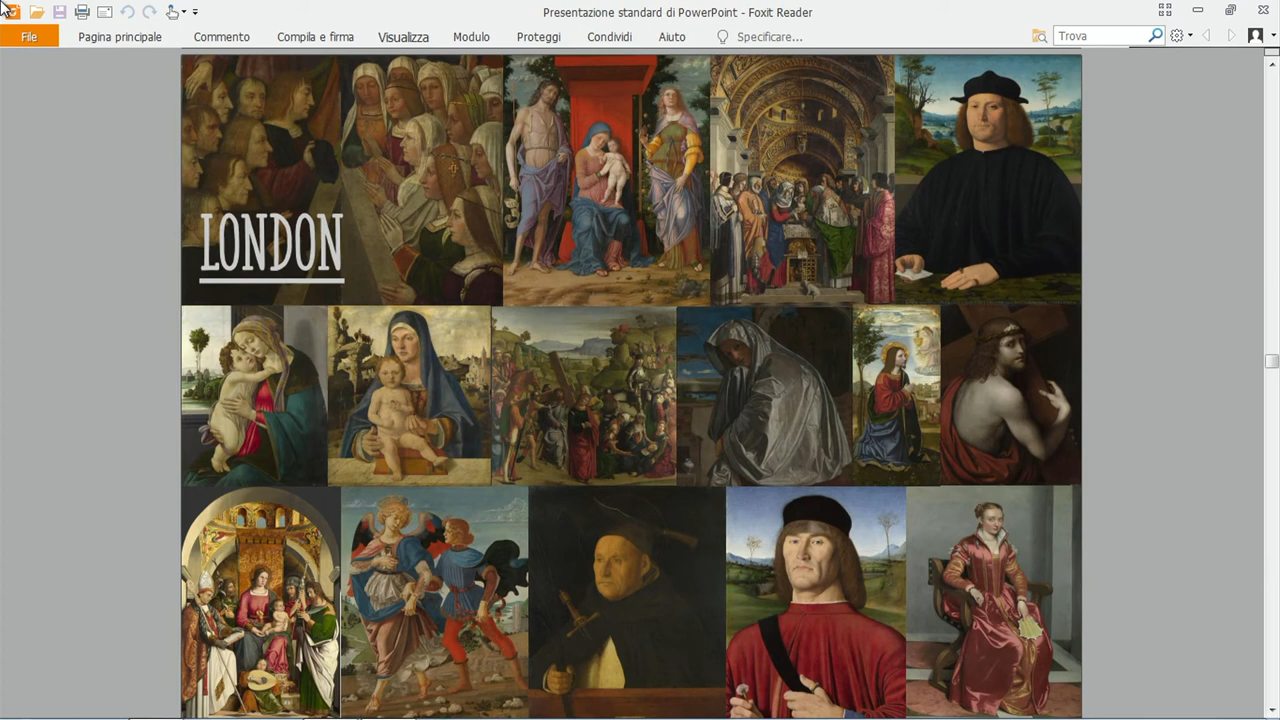 Presentazione standard di PowerPoint - Foxit Reader
File Pagina principale Commento Compila e firma Visualizza Modulo Proteggi Condividi Aiuto Specificare... Trova
LONDON